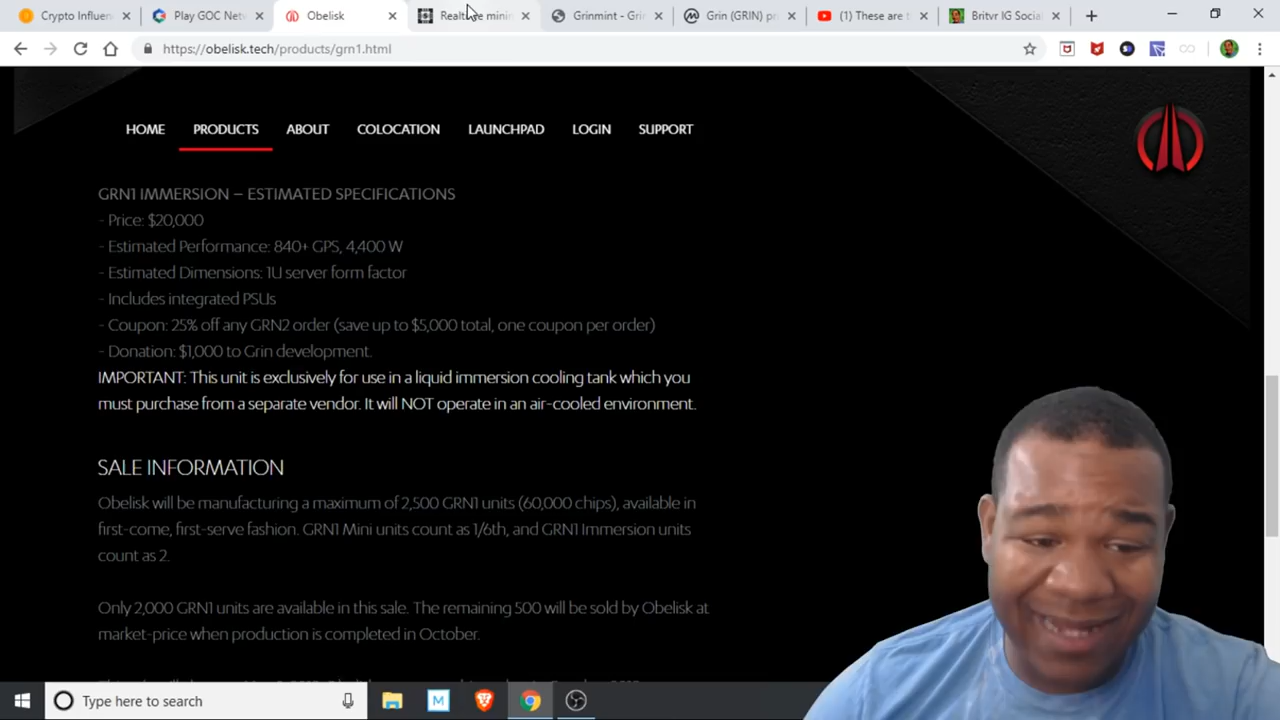 Crypto Influen
Play GOC Netw
Obelisk
Realtime minin
Grinmint - Grin
Grin (GRIN) pri
(1) These are t
Britvr IG Socia
https://obelisk.tech/products/grn1.html
HOME PRODUCTS ABOUT COLOCATION LAUNCHPAD LOGIN SUPPORT
GRN1 IMMERSION – ESTIMATED SPECIFICATIONS
- Price: $20,000
- Estimated Performance: 840+ GPS, 4,400 W
- Estimated Dimensions: 1U server form factor
- Includes integrated PSUs
- Coupon: 25% off any GRN2 order (save up to $5,000 total, one coupon per order)
- Donation: $1,000 to Grin development.
IMPORTANT: This unit is exclusively for use in a liquid immersion cooling tank which you
must purchase from a separate vendor. It will NOT operate in an air-cooled environment.
SALE INFORMATION
Obelisk will be manufacturing a maximum of 2,500 GRN1 units (60,000 chips), available in
first-come, first-serve fashion. GRN1 Mini units count as 1/6th, and GRN1 Immersion units
count as 2.
Only 2,000 GRN1 units are available in this sale. The remaining 500 will be sold by Obelisk at
market-price when production is completed in October.
Type here to search
M